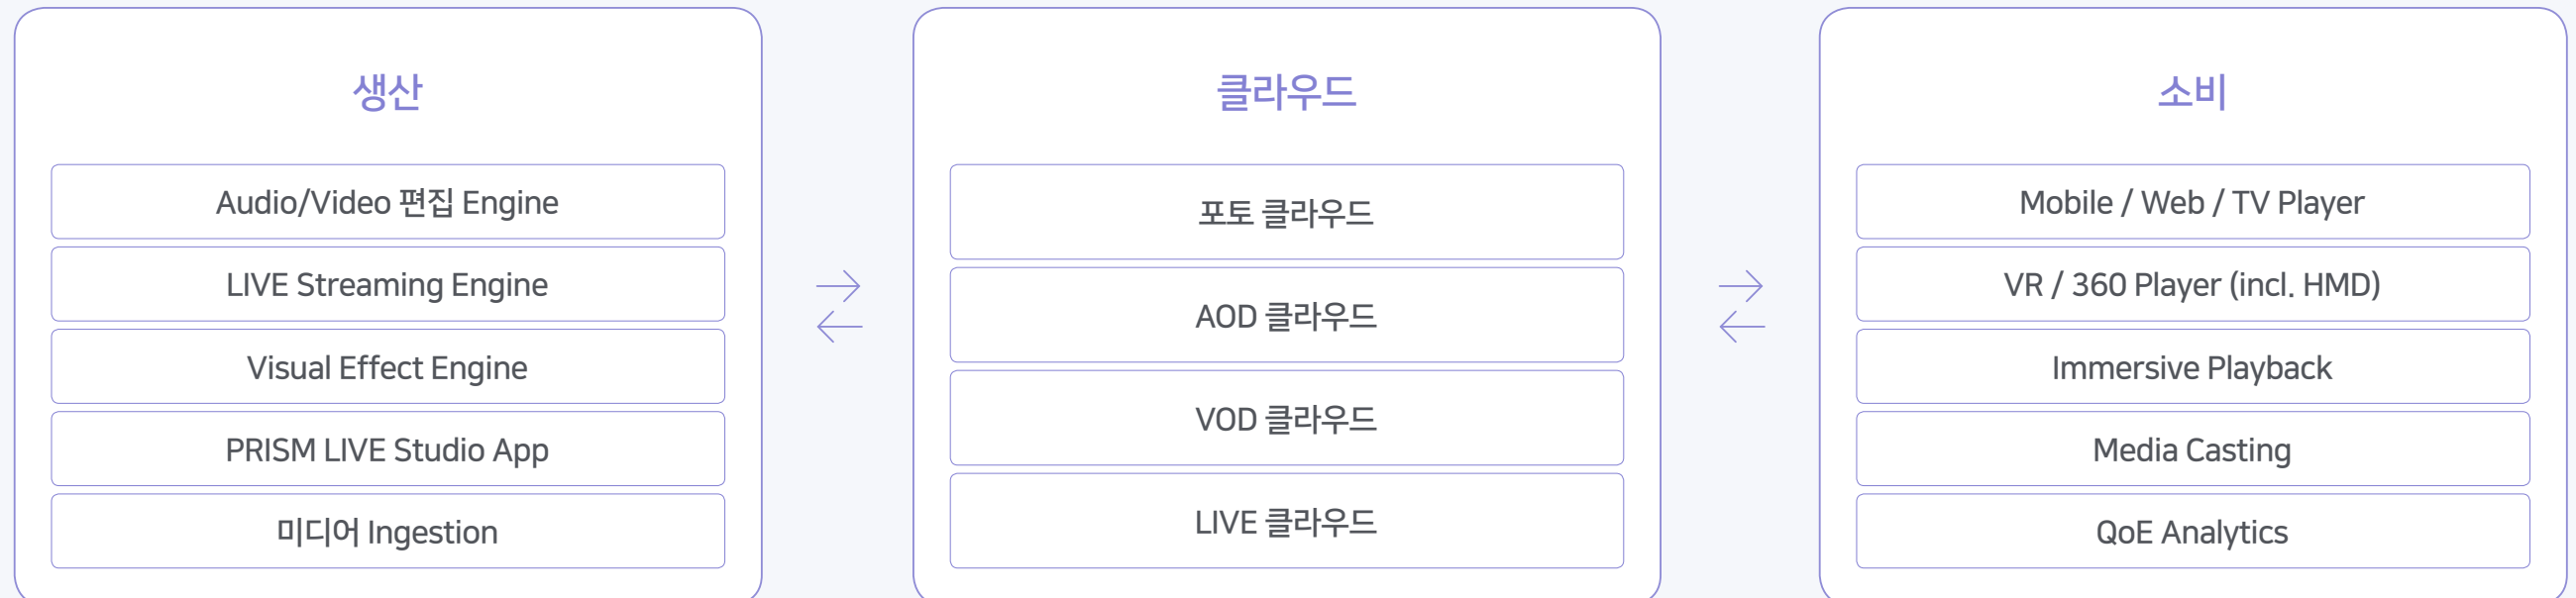 생산
Audio/Video 편집 Engine
LIVE Streaming Engine
Visual Effect Engine
PRISM LIVE Studio App
미디어 Ingestion
클라우드
포토 클라우드
AOD 클라우드
VOD 클라우드
LIVE 클라우드
소비
Mobile / Web / TV Player
VR / 360 Player (incl. HMD)
Immersive Playback
Media Casting
QoE Analytics